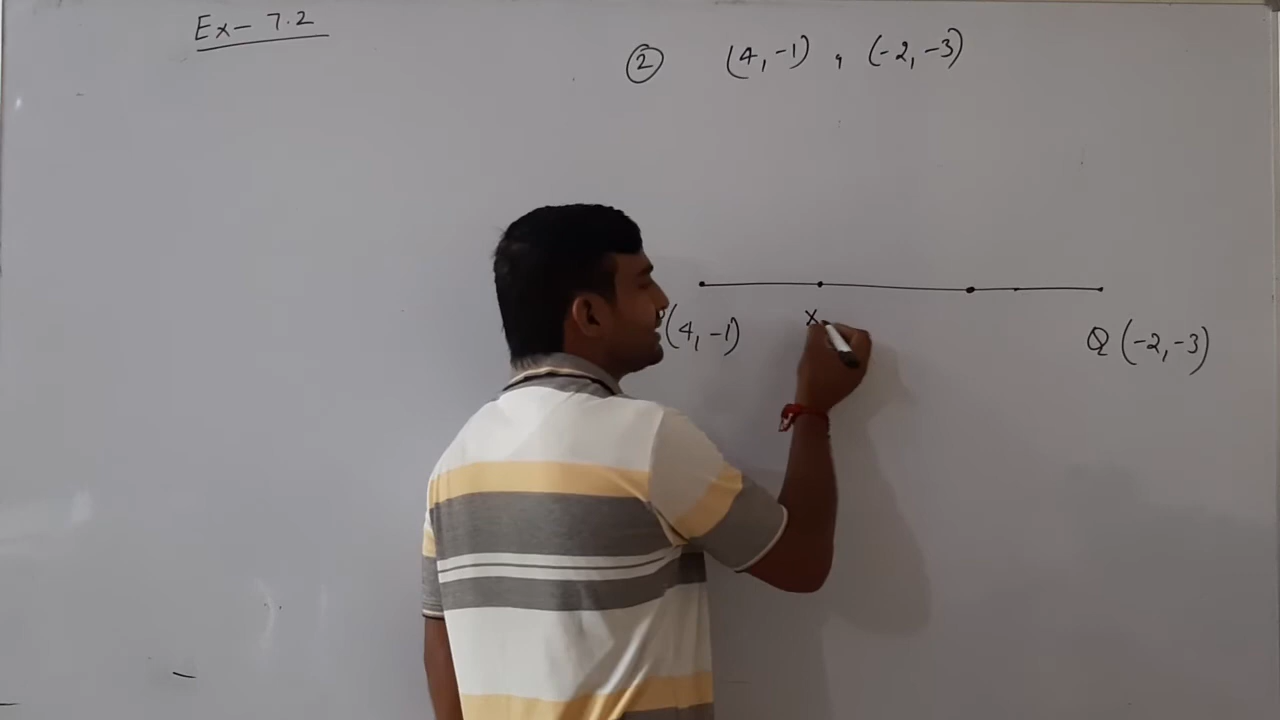 Ex- 7.2
② (4, -1) , (-2, -3)
(4, -1) x Q (-2, -3)